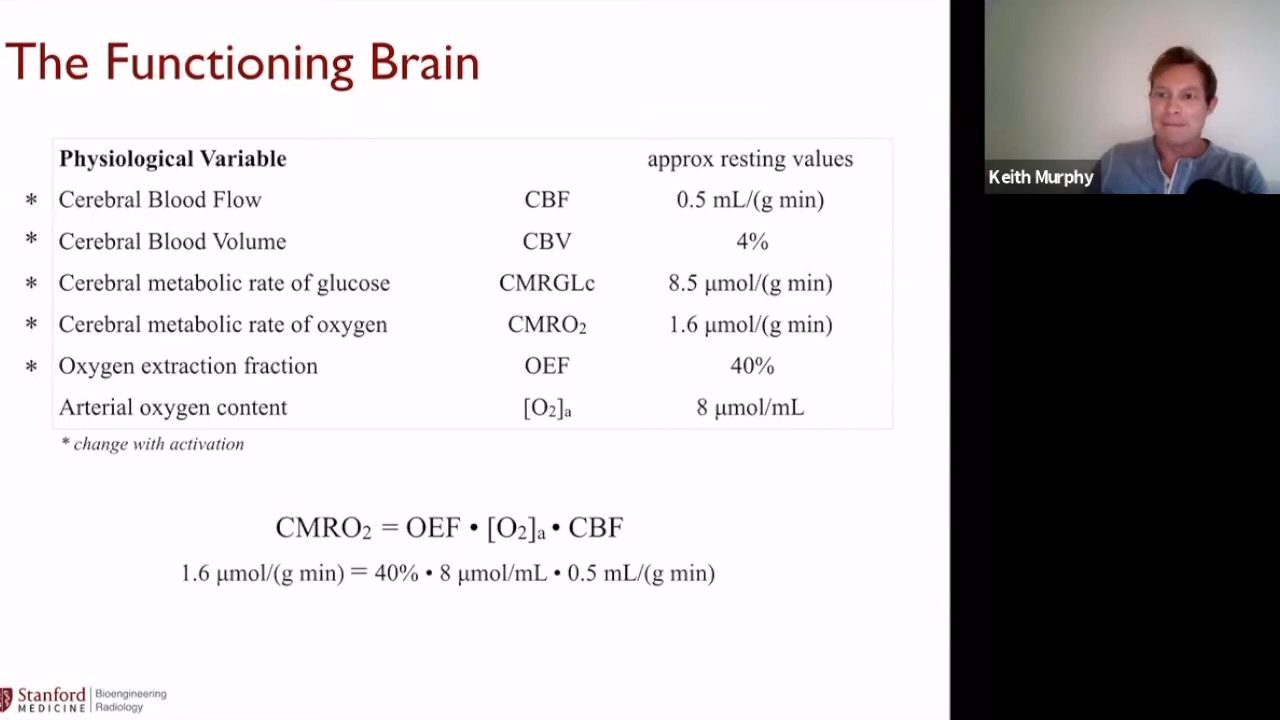 The Functioning Brain
Physiological Variable approx resting values
* Cerebral Blood Flow CBF 0.5 mL/(g min)
* Cerebral Blood Volume CBV 4%
* Cerebral metabolic rate of glucose CMRGLc 8.5 μmol/(g min)
* Cerebral metabolic rate of oxygen CMRO₂ 1.6 μmol/(g min)
* Oxygen extraction fraction OEF 40%
Arterial oxygen content [O₂]ₐ 8 μmol/mL
* change with activation
CMRO₂ = OEF • [O₂]ₐ • CBF
1.6 μmol/(g min) = 40% • 8 μmol/mL • 0.5 mL/(g min)
Stanford
MEDICINE
Bioengineering
Radiology
Keith Murphy